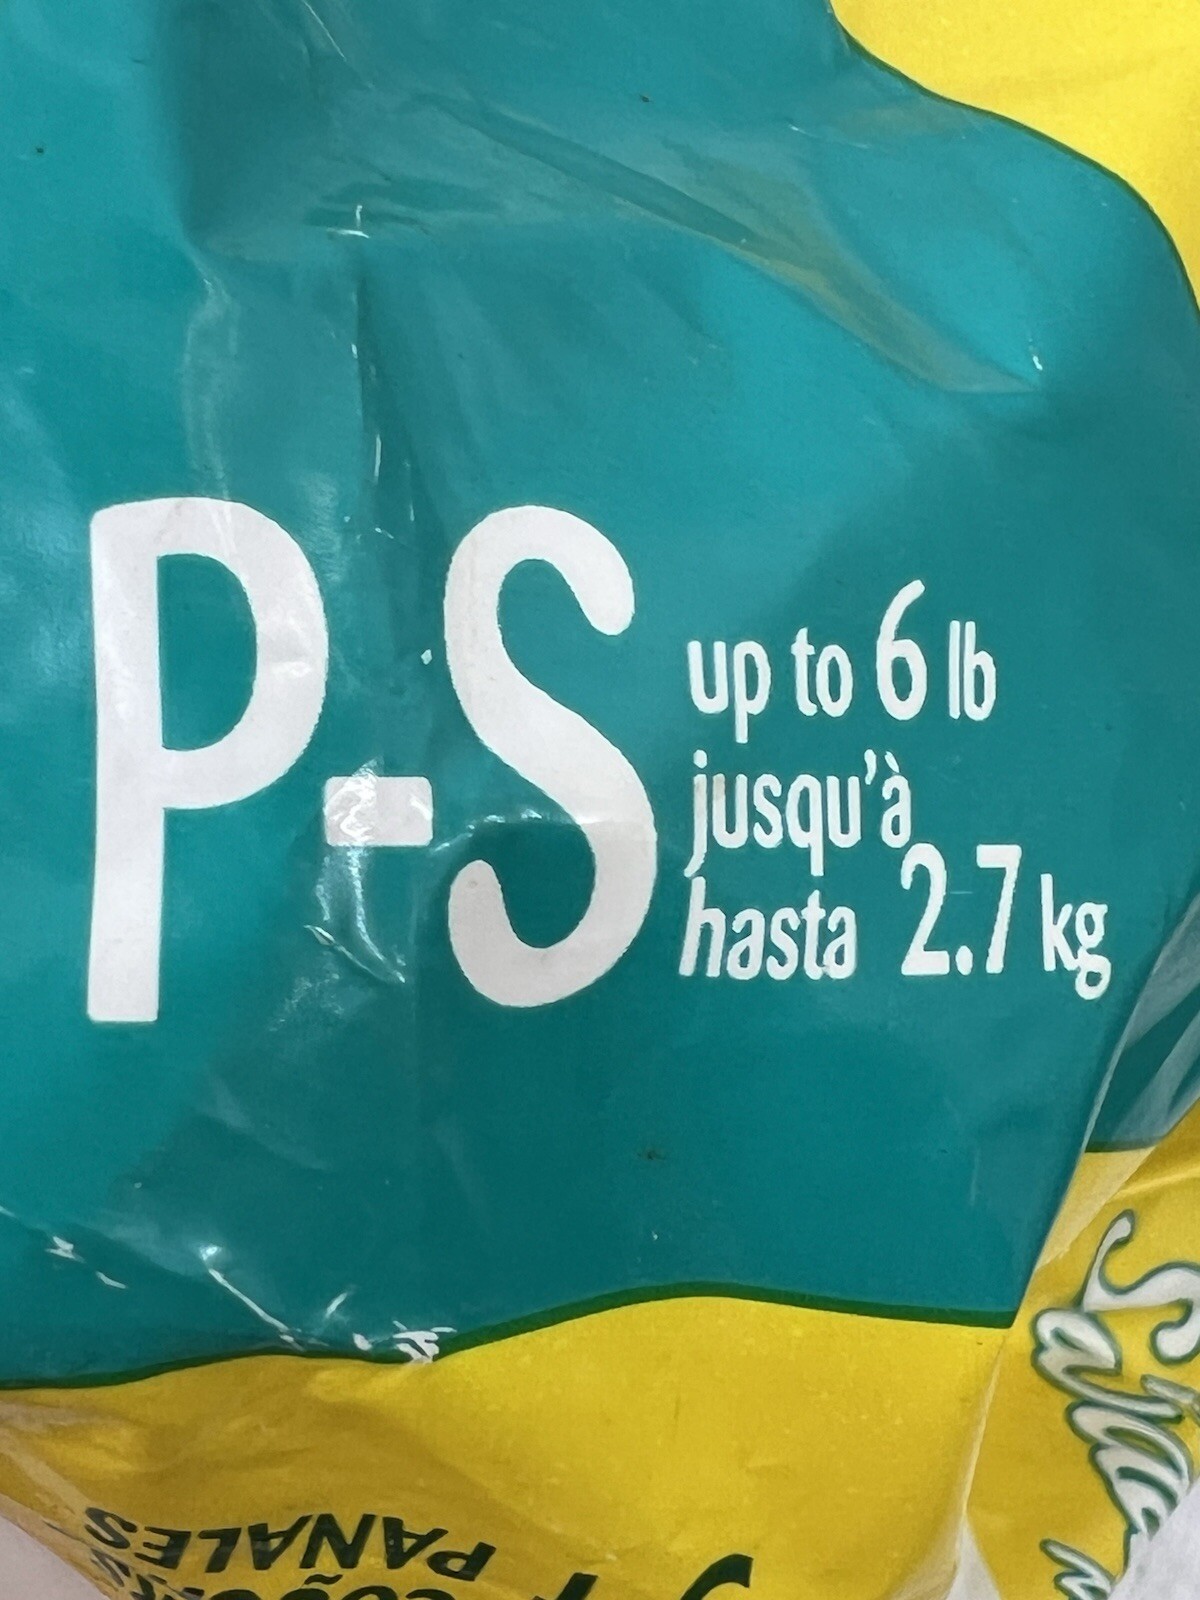 P-S
up to 6 lb
jusqu'à
hasta 2.7 kg
PAÑALES